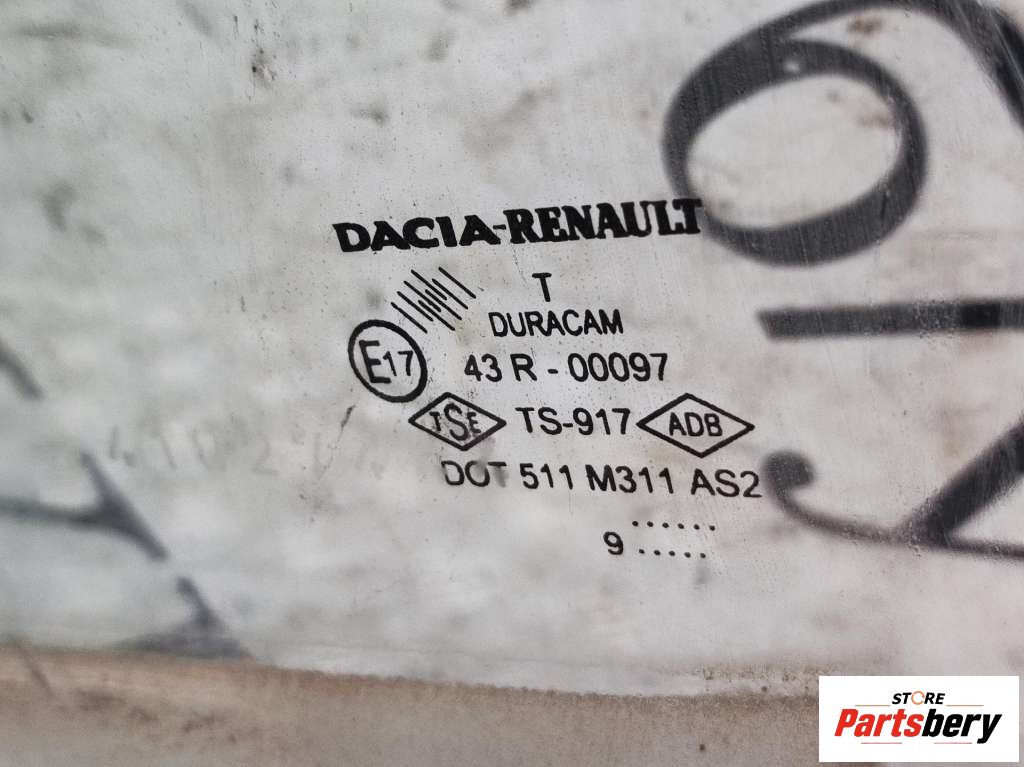 DACIA-RENAULT
T
DURACAM
E17
43 R - 00097
TSE TS-917 ADB
DOT 511 M311 AS2
......
9 .....
STORE
Partsbery